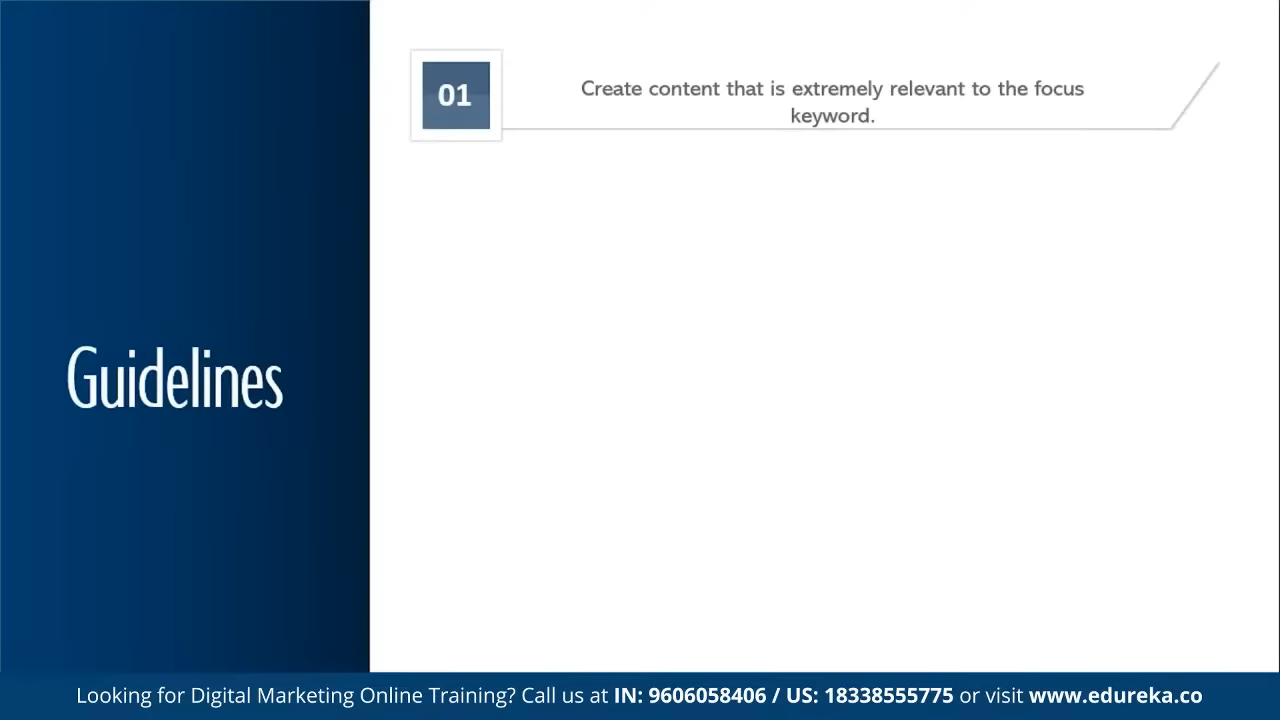 01
Create content that is extremely relevant to the focus
keyword.
Guidelines
Looking for Digital Marketing Online Training? Call us at IN: 9606058406 / US: 18338555775 or visit www.edureka.co